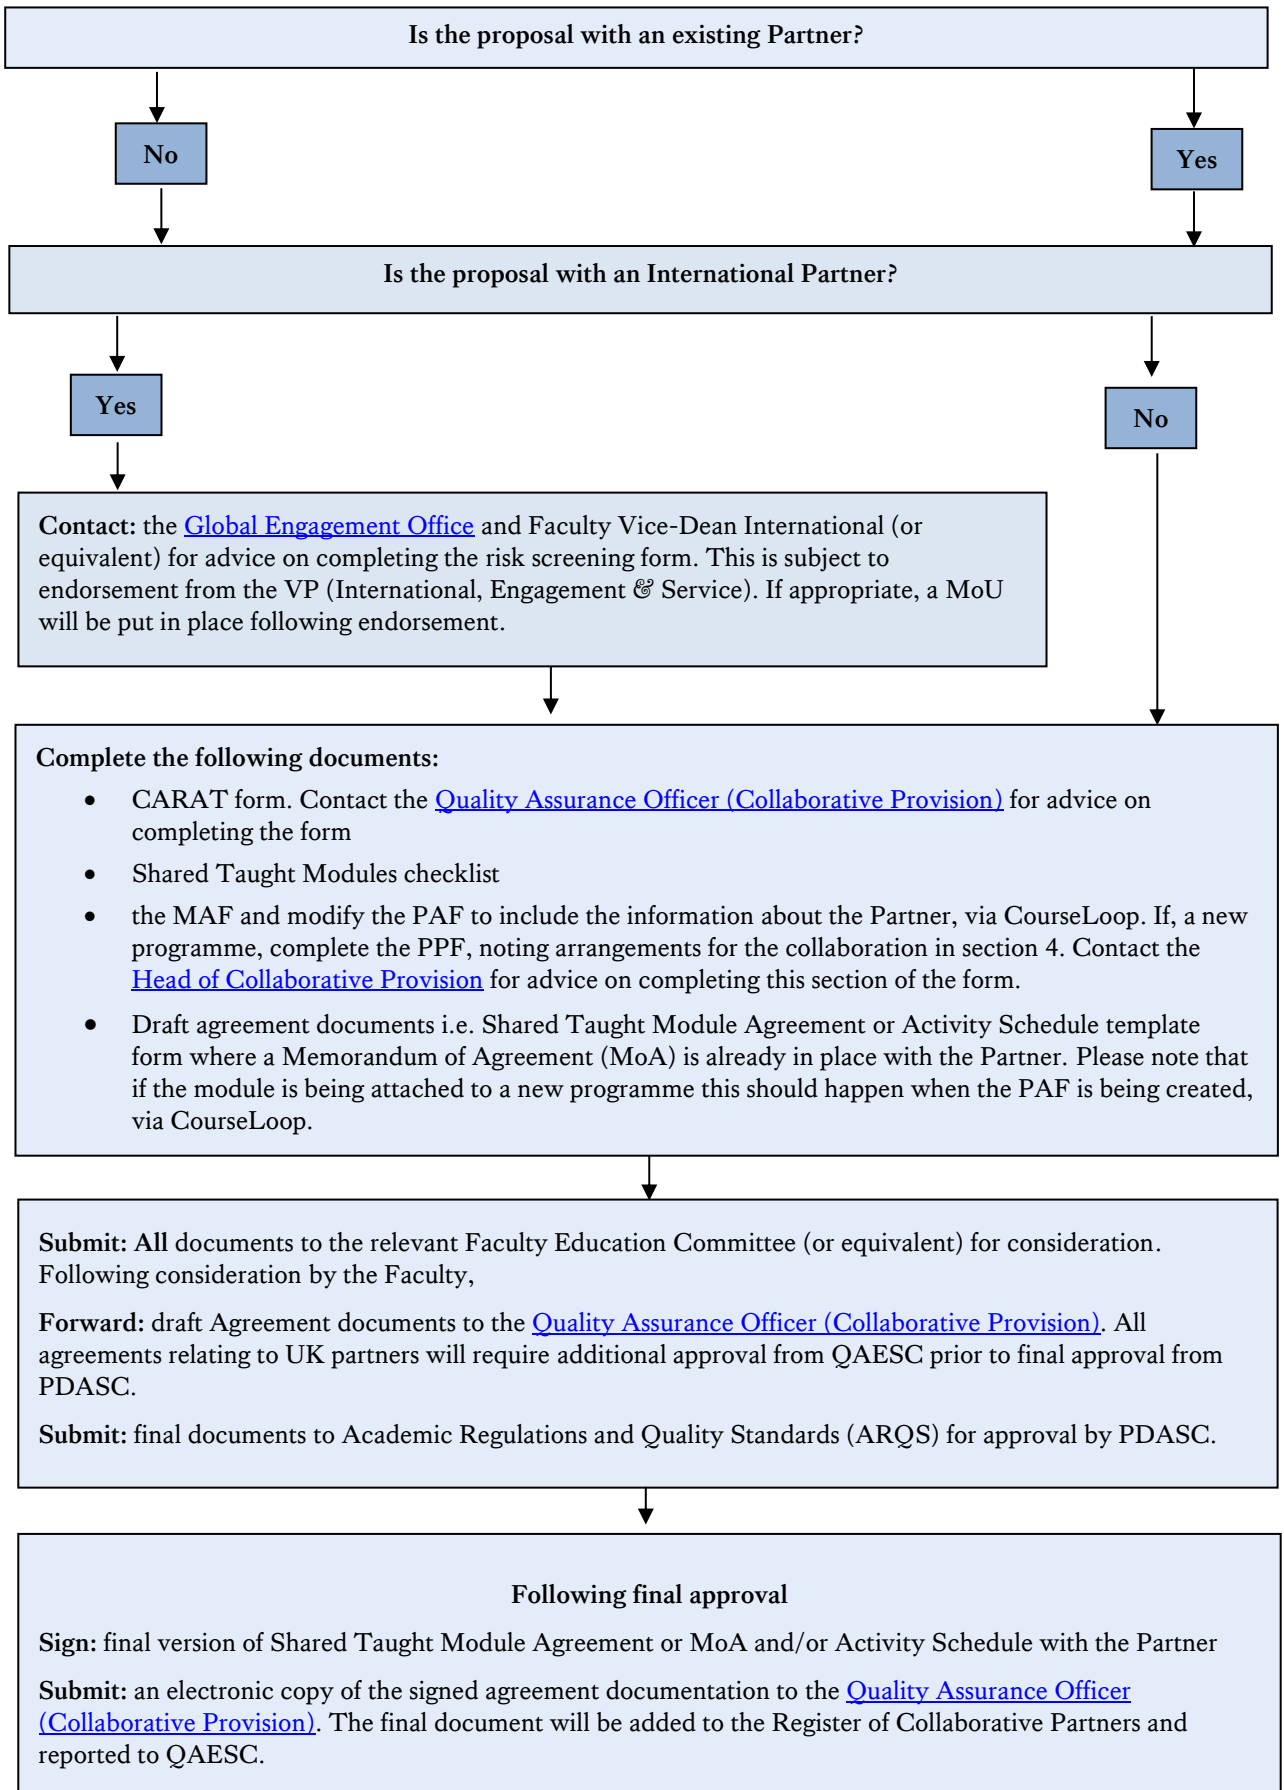 Is the proposal with an existing Partner?
No
Yes
Is the proposal with an International Partner?
Yes
No
Contact: the Global Engagement Office and Faculty Vice-Dean International (or
equivalent) for advice on completing the risk screening form. This is subject to
endorsement from the VP (International, Engagement & Service). If appropriate, a MoU
will be put in place following endorsement.
Complete the following documents:
• CARAT form. Contact the Quality Assurance Officer (Collaborative Provision) for advice on
completing the form
• Shared Taught Modules checklist
• the MAF and modify the PAF to include the information about the Partner, via CourseLoop. If, a new
programme, complete the PPF, noting arrangements for the collaboration in section 4. Contact the
Head of Collaborative Provision for advice on completing this section of the form.
• Draft agreement documents i.e. Shared Taught Module Agreement or Activity Schedule template
form where a Memorandum of Agreement (MoA) is already in place with the Partner. Please note that
if the module is being attached to a new programme this should happen when the PAF is being created,
via CourseLoop.
Submit: All documents to the relevant Faculty Education Committee (or equivalent) for consideration.
Following consideration by the Faculty,
Forward: draft Agreement documents to the Quality Assurance Officer (Collaborative Provision). All
agreements relating to UK partners will require additional approval from QAESC prior to final approval from
PDASC.
Submit: final documents to Academic Regulations and Quality Standards (ARQS) for approval by PDASC.
Following final approval
Sign: final version of Shared Taught Module Agreement or MoA and/or Activity Schedule with the Partner
Submit: an electronic copy of the signed agreement documentation to the Quality Assurance Officer
(Collaborative Provision). The final document will be added to the Register of Collaborative Partners and
reported to QAESC.